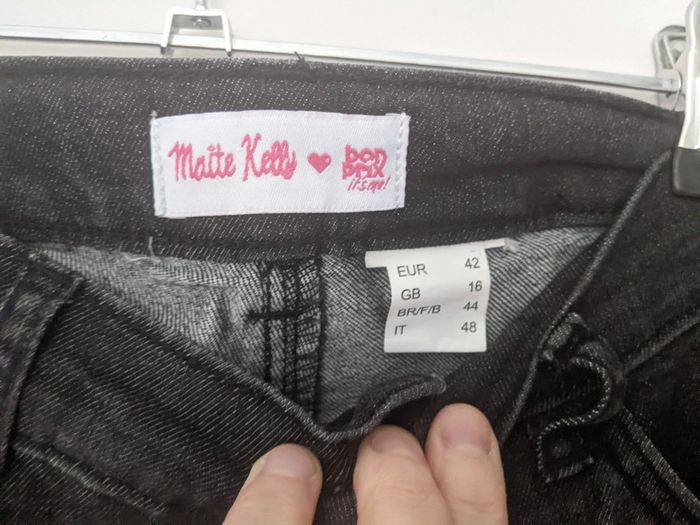 Maite Kelly ♥ bon prix
it's me!
EUR 42
GB 16
BR/F/B 44
IT 48